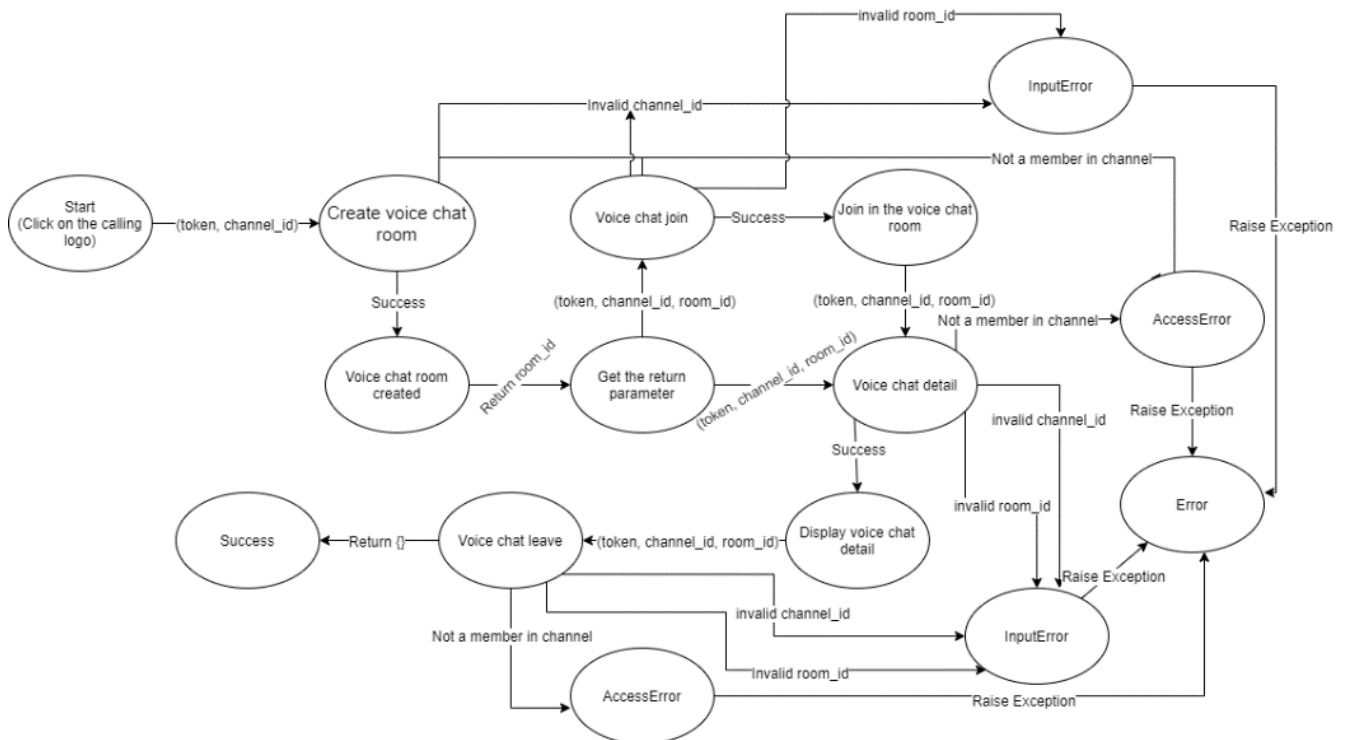 invalid room_id
InputError
Invalid channel_id
Not a member in channel
Start
(Click on the calling
logo)
(token, channel_id)
Create voice chat
room
Voice chat join
Success
Join in the voice chat
room
Raise Exception
Success
(token, channel_id, room_id)
(token, channel_id, room_id)
Not a member in channel
AccessError
Voice chat room
created
Return room_id
Get the return
parameter
(token, channel_id, room_id)
Voice chat detail
invalid channel_id
Raise Exception
Success
invalid room_id
Error
Success
Return {}
Voice chat leave
(token, channel_id, room_id)
Display voice chat
detail
Raise Exception
invalid channel_id
Not a member in channel
InputError
Invalid room_id
AccessError
Raise Exception